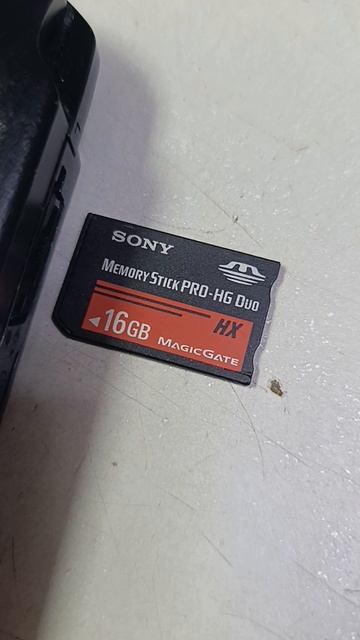 SONY
MEMORY STICK PRO-HG DUO
HX
16GB MAGICGATE